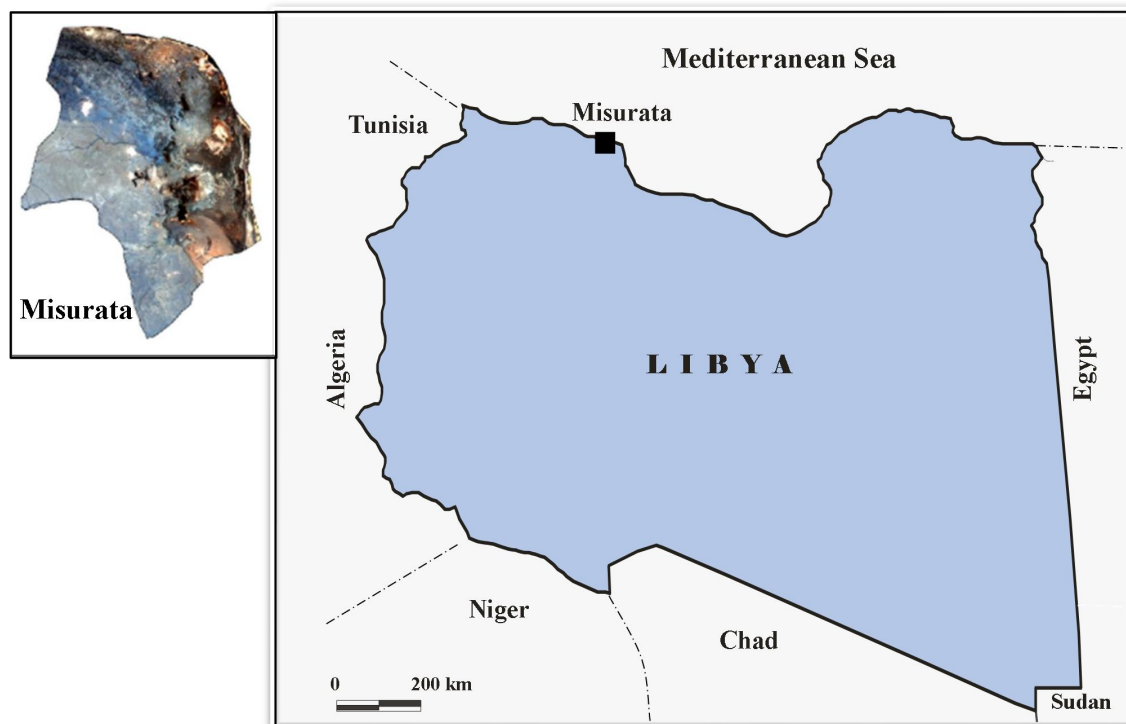 Misurata
Mediterranean Sea
Misurata
Tunisia
LIBYA
Algeria
Egypt
Niger
Chad
0 200 km
Sudan